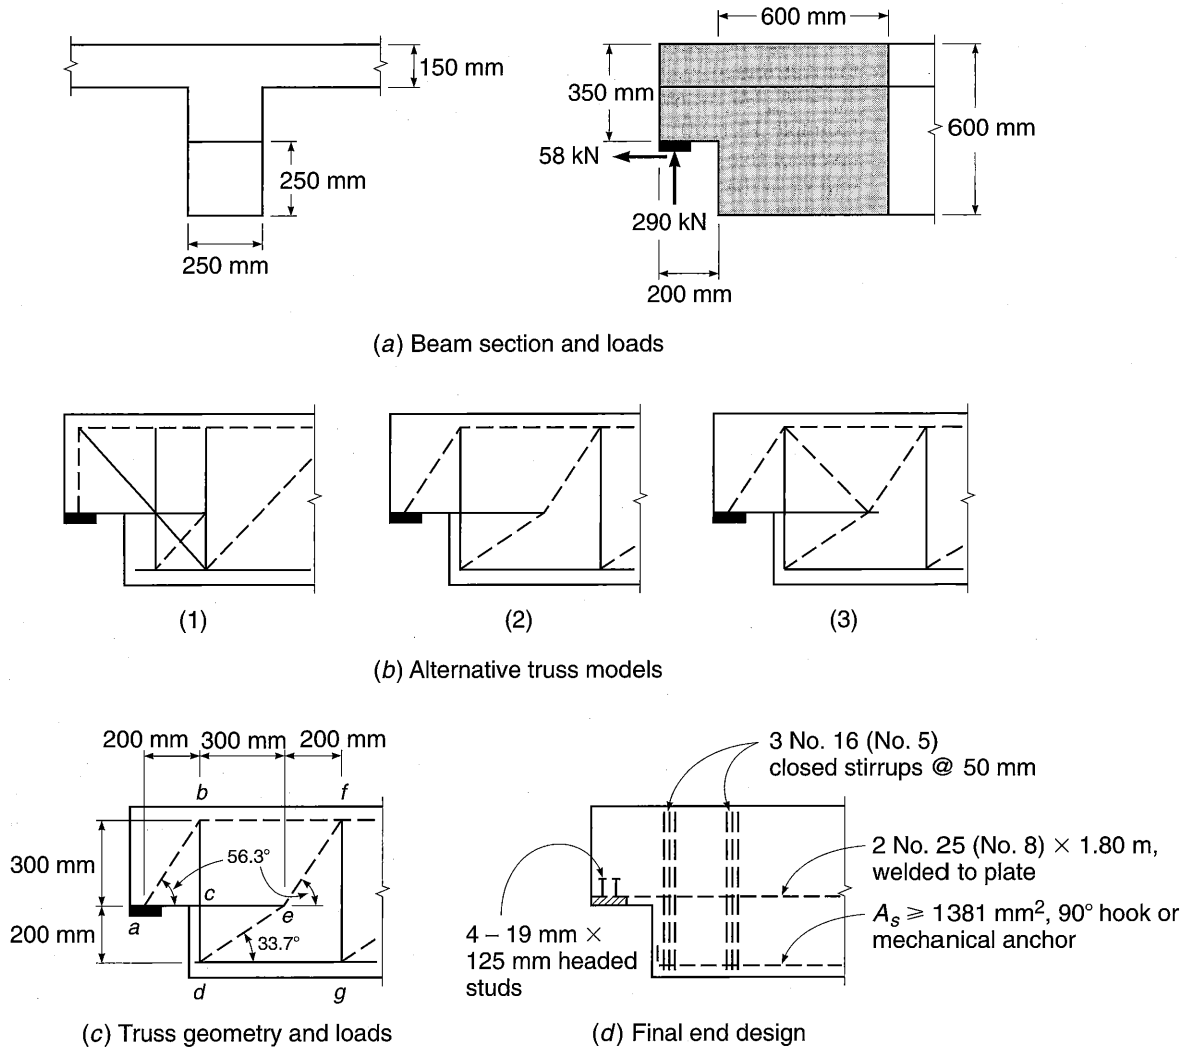 600 mm
150 mm
350 mm
600 mm
58 kN
250 mm
290 kN
250 mm
200 mm
(a) Beam section and loads
(1)
(2)
(3)
(b) Alternative truss models
200 mm 300 mm 200 mm
b
f
300 mm
56.3°
c
a
e
200 mm
33.7°
d
g
(c) Truss geometry and loads
3 No. 16 (No. 5)
closed stirrups @ 50 mm
2 No. 25 (No. 8) × 1.80 m,
welded to plate
As ⩾ 1381 mm², 90° hook or
mechanical anchor
4 – 19 mm ×
125 mm headed
studs
(d) Final end design